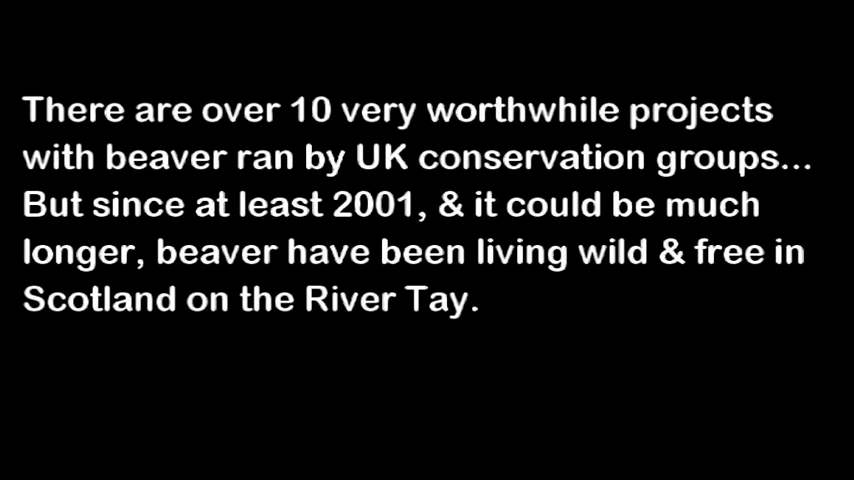 There are over 10 very worthwhile projects
with beaver ran by UK conservation groups...
But since at least 2001, & it could be much
longer, beaver have been living wild & free in
Scotland on the River Tay.